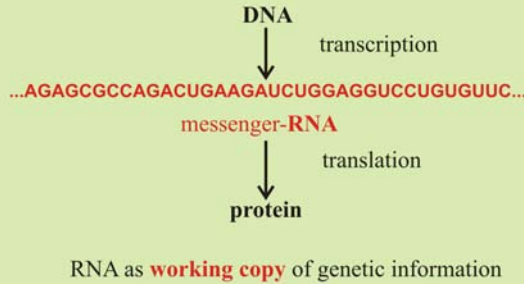 DNA
transcription
...AGAGCGCCAGACUGAAGAUCUGGAGGUCCUGUGUUC...
messenger-RNA
translation
protein
RNA as working copy of genetic information